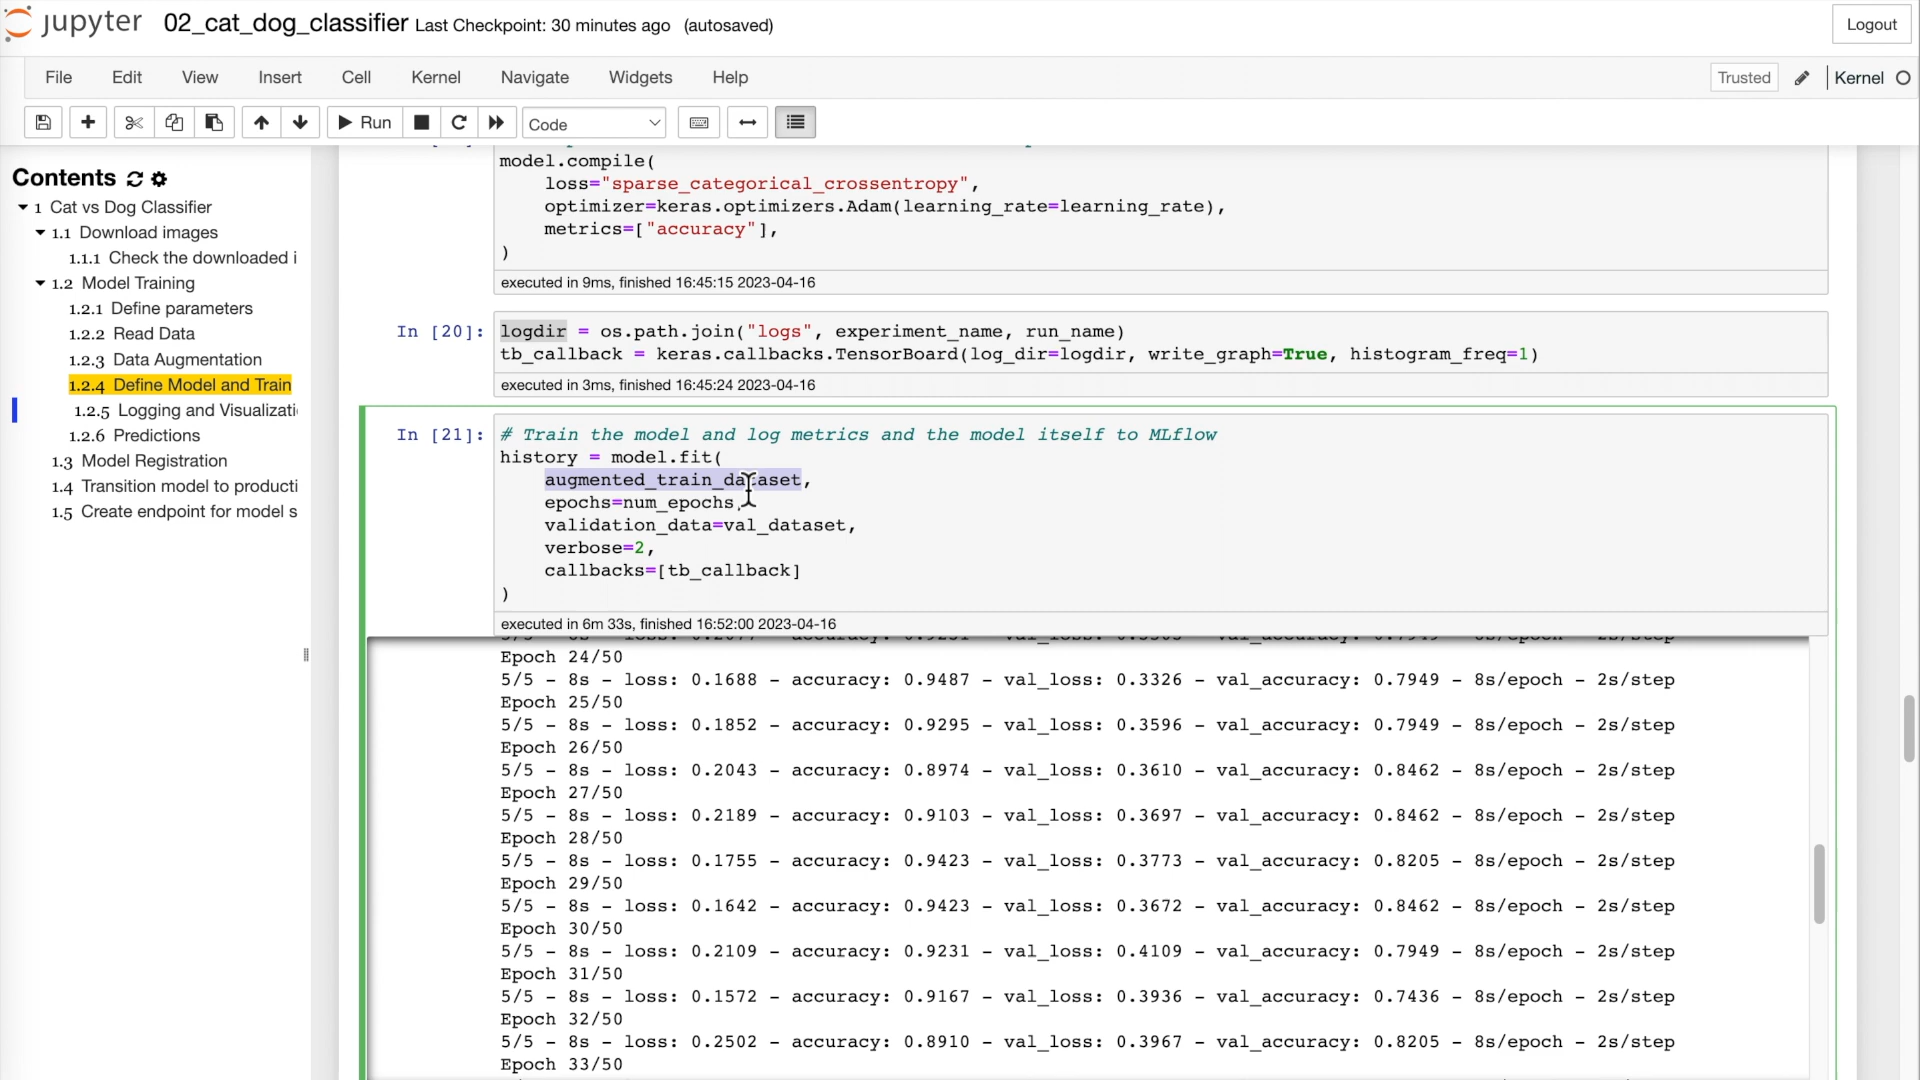 jupyter 02_cat_dog_classifier Last Checkpoint: 30 minutes ago (autosaved) Logout
File Edit View Insert Cell Kernel Navigate Widgets Help Trusted Kernel
Run Code
Contents
1 Cat vs Dog Classifier
1.1 Download images
1.1.1 Check the downloaded i
1.2 Model Training
1.2.1 Define parameters
1.2.2 Read Data
1.2.3 Data Augmentation
1.2.4 Define Model and Train
1.2.5 Logging and Visualizati
1.2.6 Predictions
1.3 Model Registration
1.4 Transition model to producti
1.5 Create endpoint for model s
model.compile(
loss="sparse_categorical_crossentropy",
optimizer=keras.optimizers.Adam(learning_rate=learning_rate),
metrics=["accuracy"],
)
executed in 9ms, finished 16:45:15 2023-04-16
In [20]: logdir = os.path.join("logs", experiment_name, run_name)
tb_callback = keras.callbacks.TensorBoard(log_dir=logdir, write_graph=True, histogram_freq=1)
executed in 3ms, finished 16:45:24 2023-04-16
In [21]: # Train the model and log metrics and the model itself to MLflow
history = model.fit(
augmented_train_dataset,
epochs=num_epochs,
validation_data=val_dataset,
verbose=2,
callbacks=[tb_callback]
)
executed in 6m 33s, finished 16:52:00 2023-04-16
Epoch 24/50
5/5 - 8s - loss: 0.1688 - accuracy: 0.9487 - val_loss: 0.3326 - val_accuracy: 0.7949 - 8s/epoch - 2s/step
Epoch 25/50
5/5 - 8s - loss: 0.1852 - accuracy: 0.9295 - val_loss: 0.3596 - val_accuracy: 0.7949 - 8s/epoch - 2s/step
Epoch 26/50
5/5 - 8s - loss: 0.2043 - accuracy: 0.8974 - val_loss: 0.3610 - val_accuracy: 0.8462 - 8s/epoch - 2s/step
Epoch 27/50
5/5 - 8s - loss: 0.2189 - accuracy: 0.9103 - val_loss: 0.3697 - val_accuracy: 0.8462 - 8s/epoch - 2s/step
Epoch 28/50
5/5 - 8s - loss: 0.1755 - accuracy: 0.9423 - val_loss: 0.3773 - val_accuracy: 0.8205 - 8s/epoch - 2s/step
Epoch 29/50
5/5 - 8s - loss: 0.1642 - accuracy: 0.9423 - val_loss: 0.3672 - val_accuracy: 0.8462 - 8s/epoch - 2s/step
Epoch 30/50
5/5 - 8s - loss: 0.2109 - accuracy: 0.9231 - val_loss: 0.4109 - val_accuracy: 0.7949 - 8s/epoch - 2s/step
Epoch 31/50
5/5 - 8s - loss: 0.1572 - accuracy: 0.9167 - val_loss: 0.3936 - val_accuracy: 0.7436 - 8s/epoch - 2s/step
Epoch 32/50
5/5 - 8s - loss: 0.2502 - accuracy: 0.8910 - val_loss: 0.3967 - val_accuracy: 0.8205 - 8s/epoch - 2s/step
Epoch 33/50